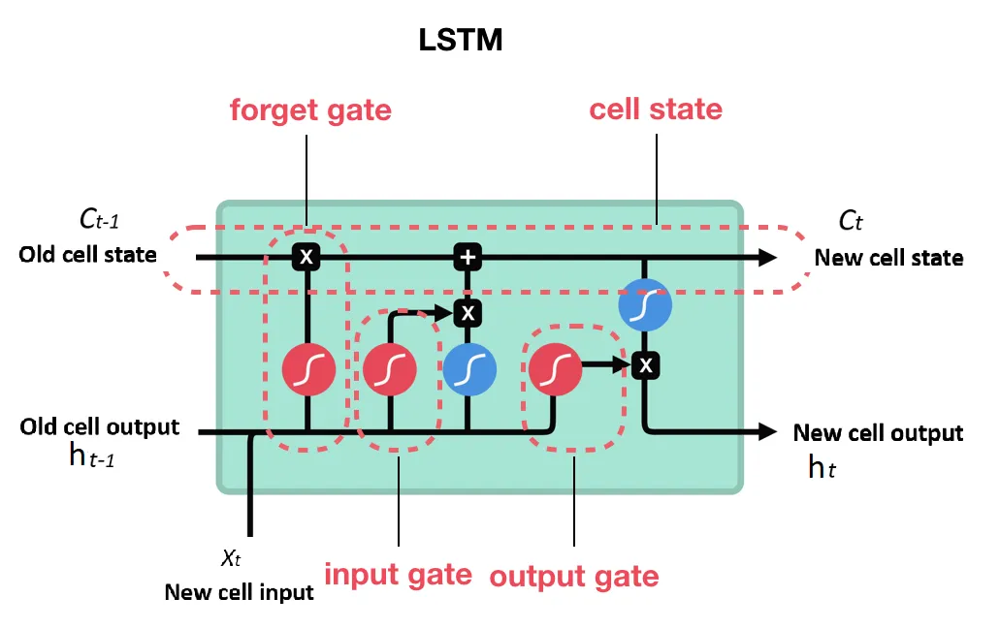 LSTM
forget gate
cell state
Ct-1
Old cell state
Ct
New cell state
X
+
X
X
Old cell output
ht-1
New cell output
ht
Xt
New cell input
input gate
output gate